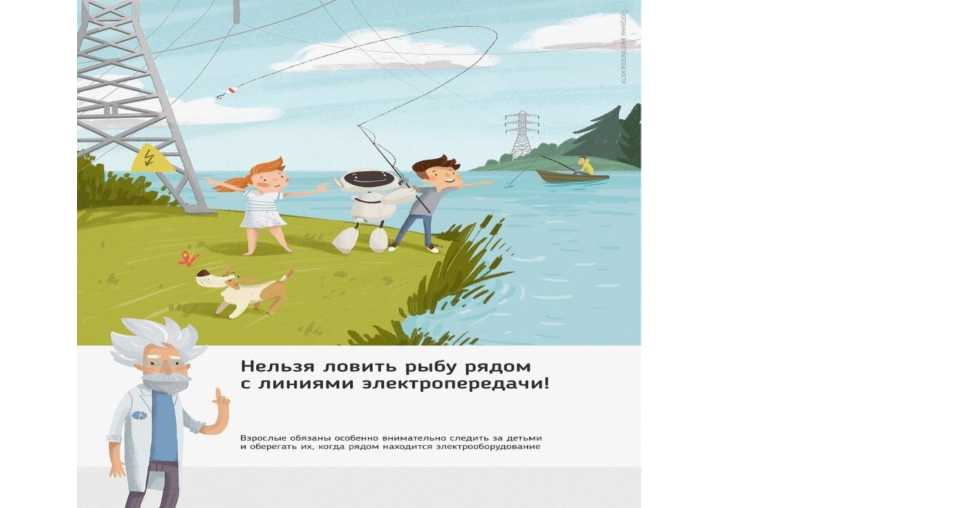 Нельзя ловить рыбу рядом
с линиями электропередачи!
Взрослые обязаны особенно внимательно следить за детьми
и оберегать их, когда рядом находится электрооборудование